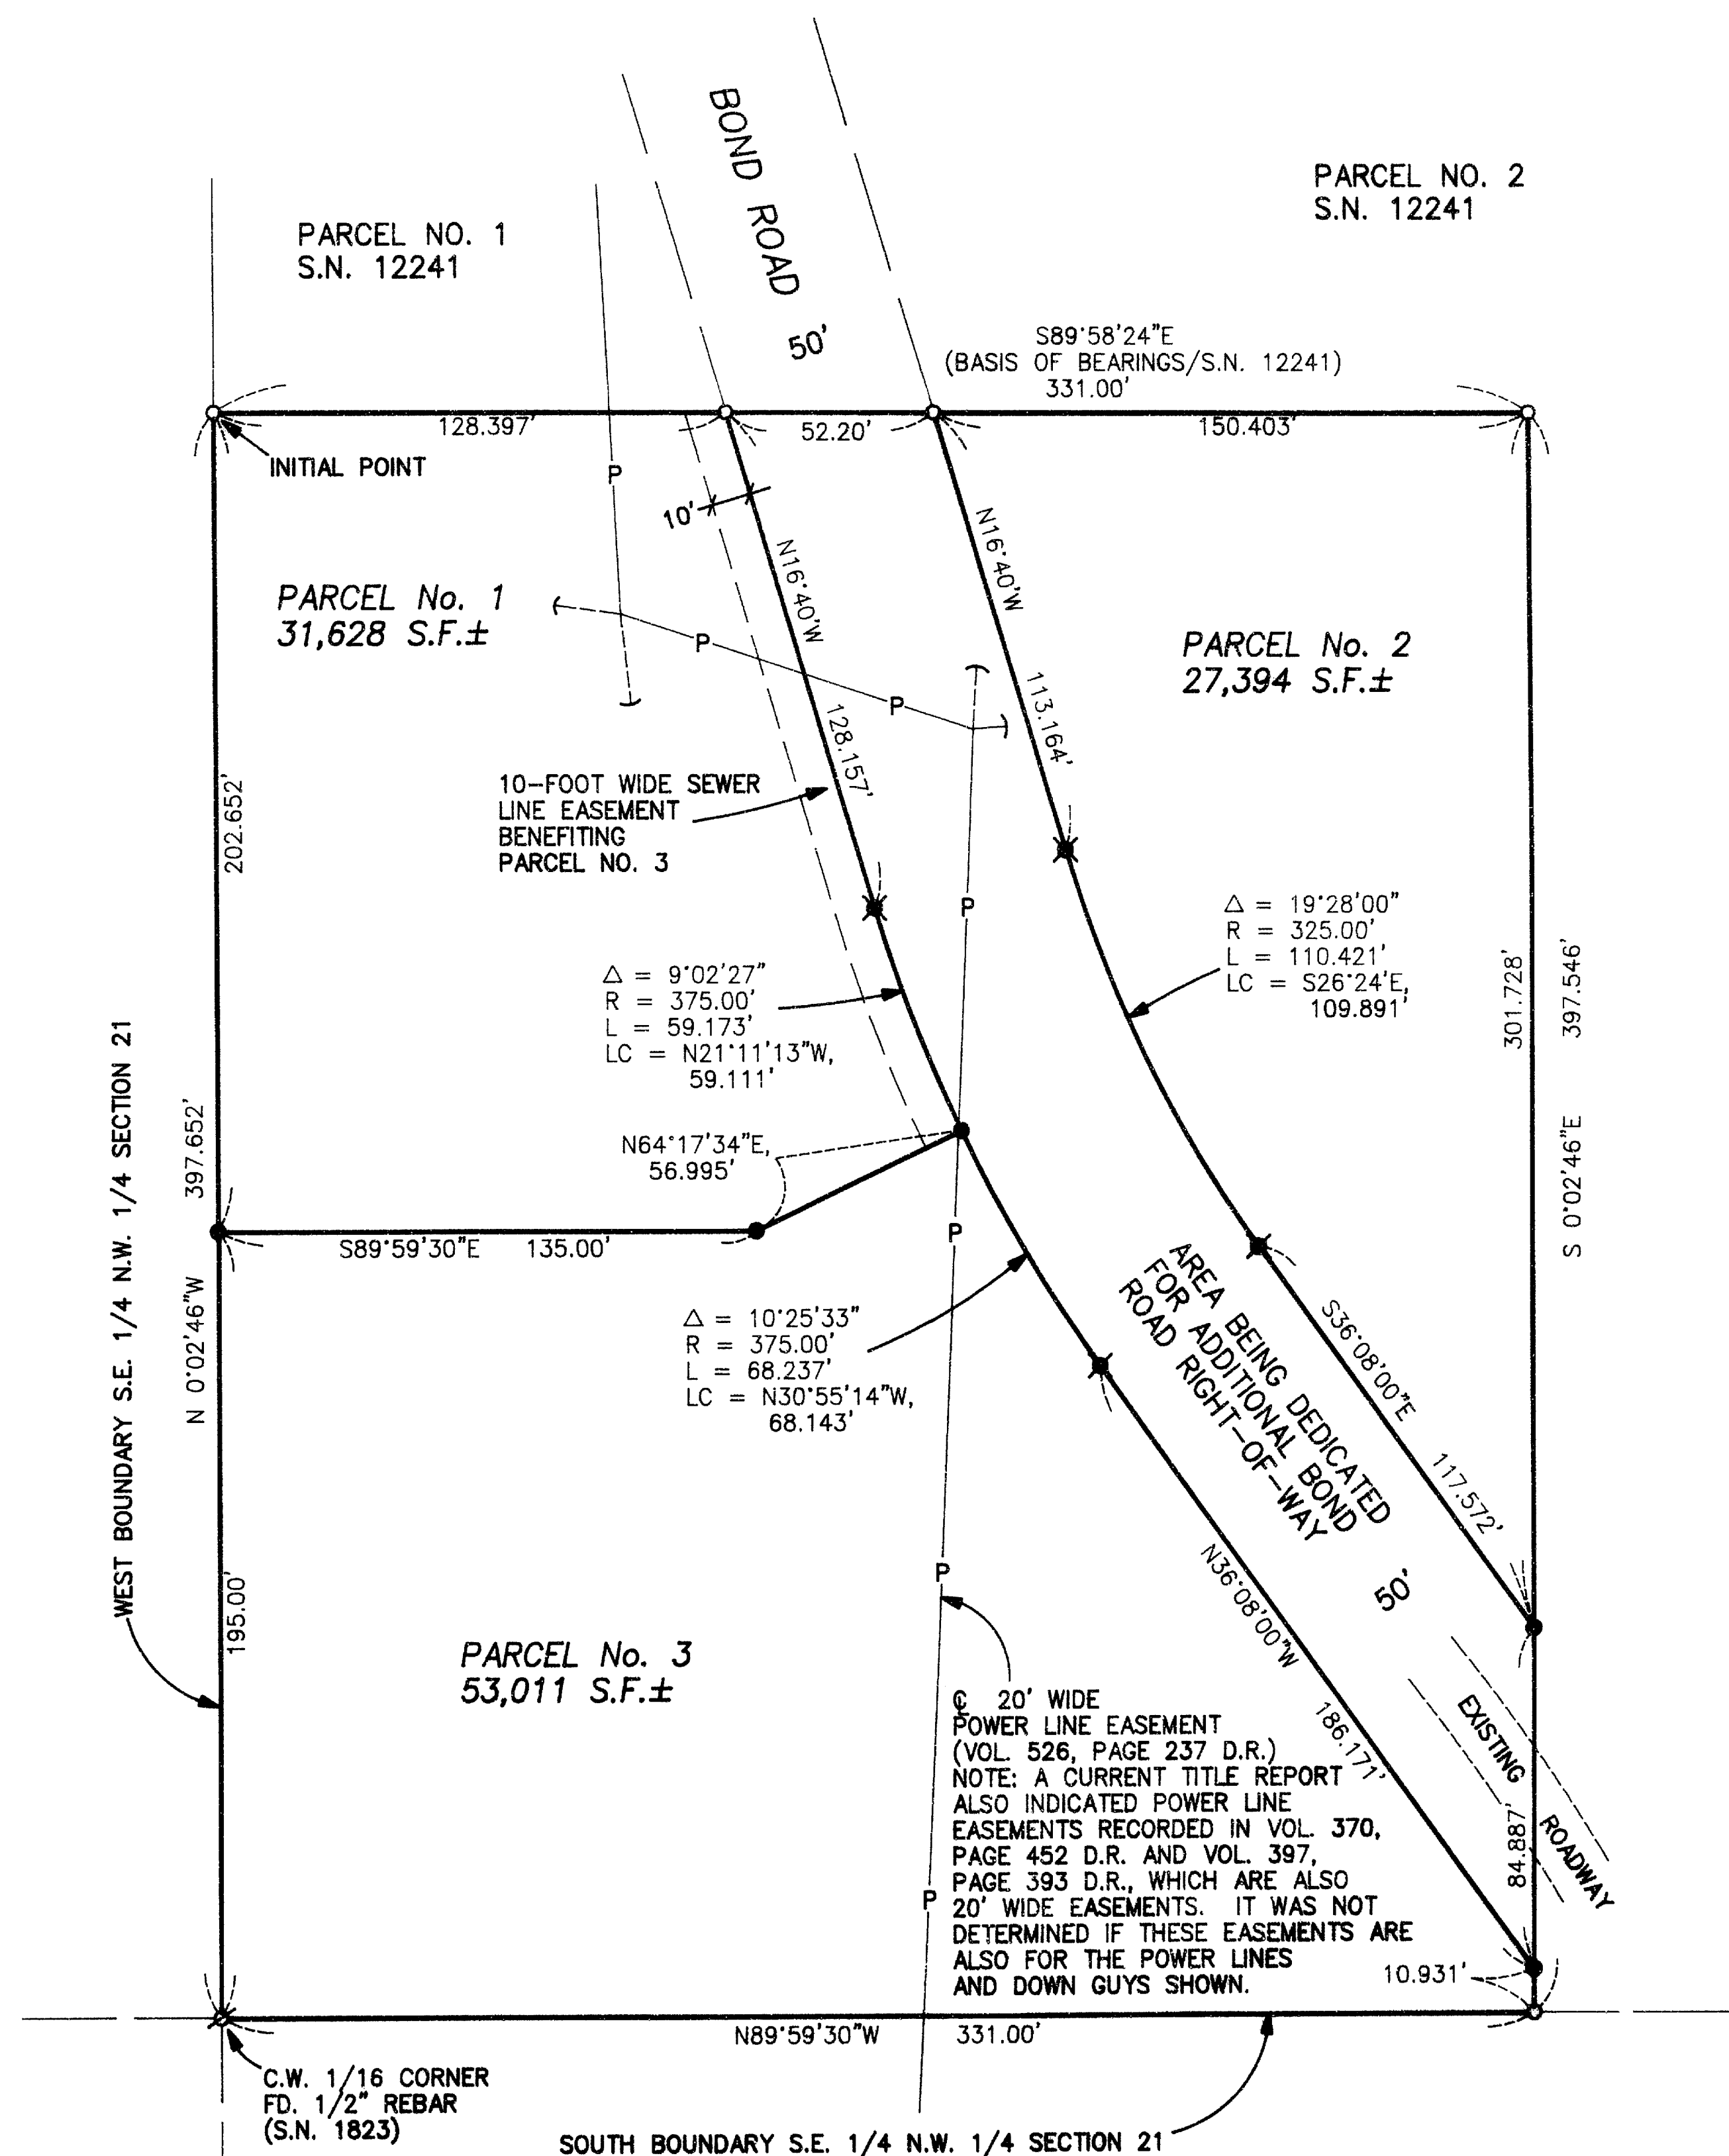 BOND ROAD
50'
PARCEL NO. 1
S.N. 12241
PARCEL NO. 2
S.N. 12241
S89°58'24"E
(BASIS OF BEARINGS/S.N. 12241)
331.00'
128.397'
52.20'
150.403'
INITIAL POINT
P
10'
N16°40'W
128.157'
N16°40'W
113.164'
PARCEL No. 1
31,628 S.F.±
P
P
PARCEL No. 2
27,394 S.F.±
10-FOOT WIDE SEWER
LINE EASEMENT
BENEFITING
PARCEL NO. 3
202.652'
P
△ = 19°28'00"
R = 325.00'
L = 110.421'
LC = S26°24'E,
109.891'
301.728'
397.546'
S 0°02'46"E
△ = 9°02'27"
R = 375.00'
L = 59.173'
LC = N21°11'13"W,
59.111'
WEST BOUNDARY S.E. 1/4 N.W. 1/4 SECTION 21
397.652'
N 0°02'46"W
N64°17'34"E,
56.995'
S89°59'30"E 135.00'
P
△ = 10°25'33"
R = 375.00'
L = 68.237'
LC = N30°55'14"W,
68.143'
AREA BEING DEDICATED
FOR ADDITIONAL BOND
ROAD RIGHT-OF-WAY
S36°08'00"E
117.572'
50'
N36°08'00"W
186.171'
195.00'
P
PARCEL No. 3
53,011 S.F.±
EXISTING
ROADWAY
84.887'
℄ 20' WIDE
POWER LINE EASEMENT
(VOL. 526, PAGE 237 D.R.)
NOTE: A CURRENT TITLE REPORT
ALSO INDICATED POWER LINE
EASEMENTS RECORDED IN VOL. 370,
PAGE 452 D.R. AND VOL. 397,
PAGE 393 D.R., WHICH ARE ALSO
20' WIDE EASEMENTS. IT WAS NOT
DETERMINED IF THESE EASEMENTS ARE
ALSO FOR THE POWER LINES
AND DOWN GUYS SHOWN.
P
10.931'
N89°59'30"W 331.00'
C.W. 1/16 CORNER
FD. 1/2" REBAR
(S.N. 1823)
SOUTH BOUNDARY S.E. 1/4 N.W. 1/4 SECTION 21